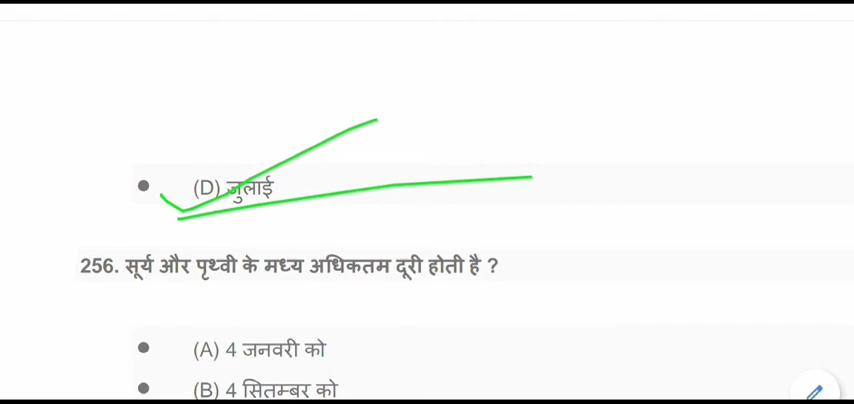 (D) जुलाई
256. सूर्य और पृथ्वी के मध्य अधिकतम दूरी होती है ?
(A) 4 जनवरी को
(B) 4 सितम्बर को